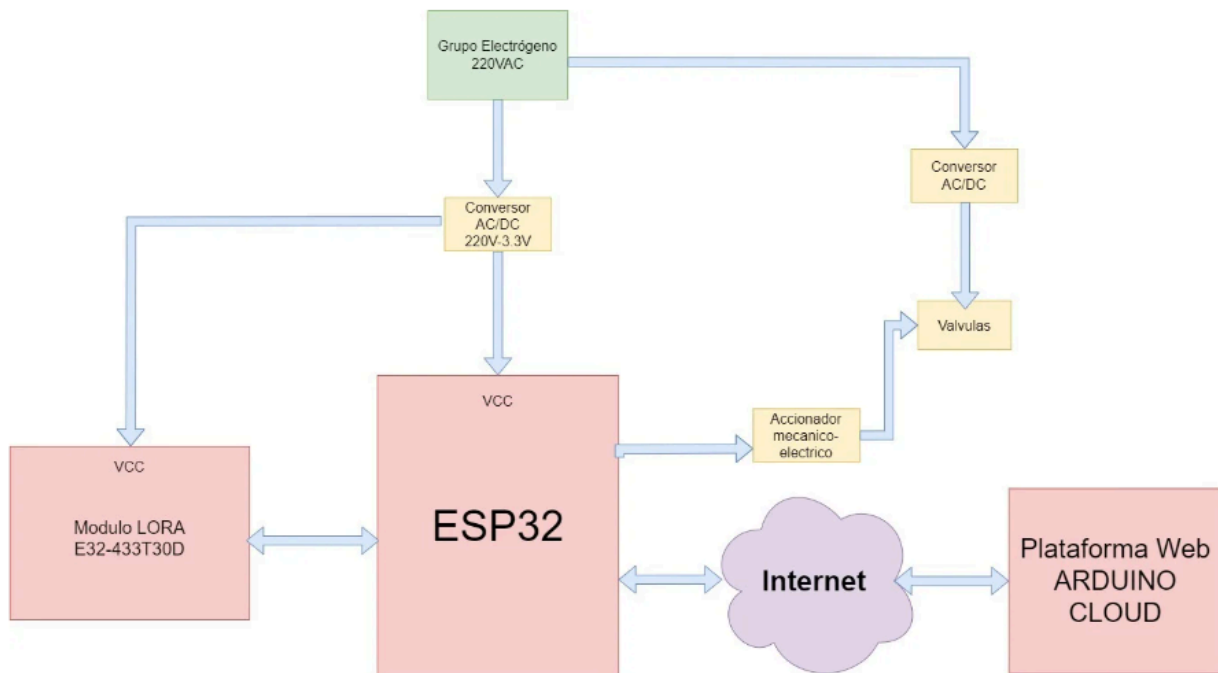 Grupo Electrógeno
220VAC
Conversor
AC/DC
Conversor
AC/DC
220V-3.3V
Valvulas
VCC
Accionador
mecanico-
electrico
VCC
Modulo LORA
E32-433T30D
ESP32
Internet
Plataforma Web
ARDUINO
CLOUD